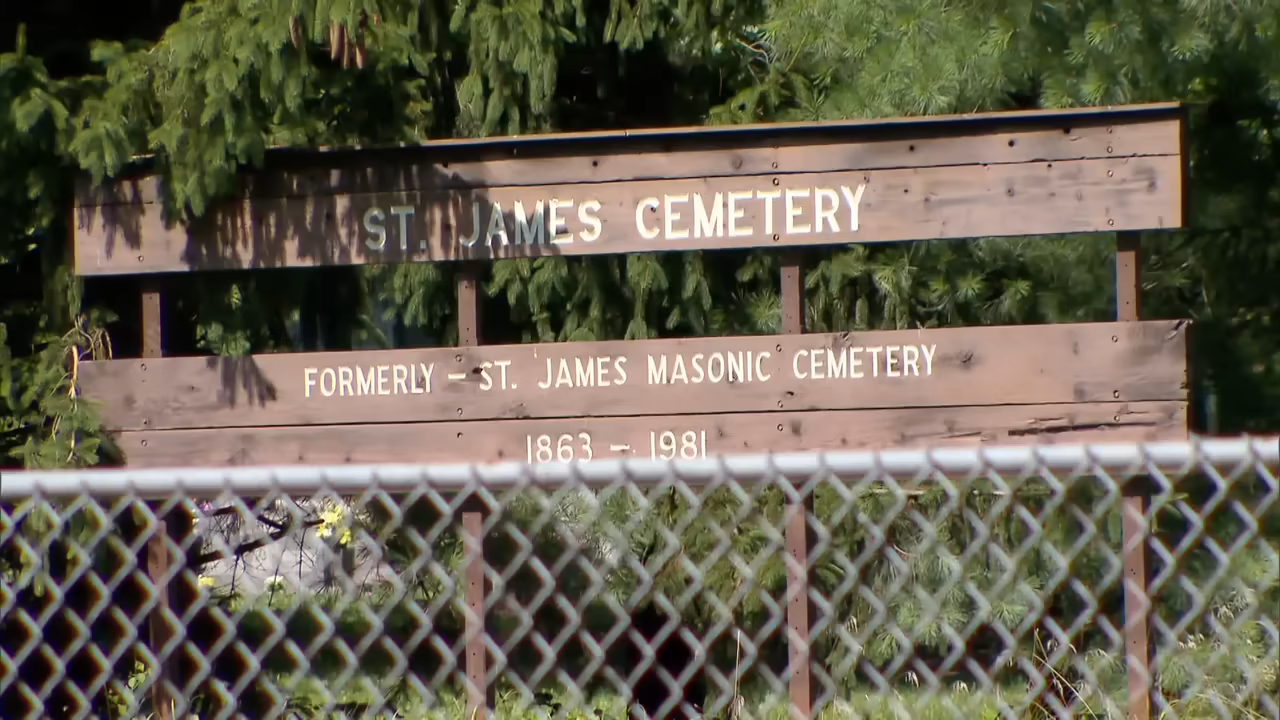 ST. JAMES CEMETERY
FORMERLY – ST. JAMES MASONIC CEMETERY
1863 – 1981